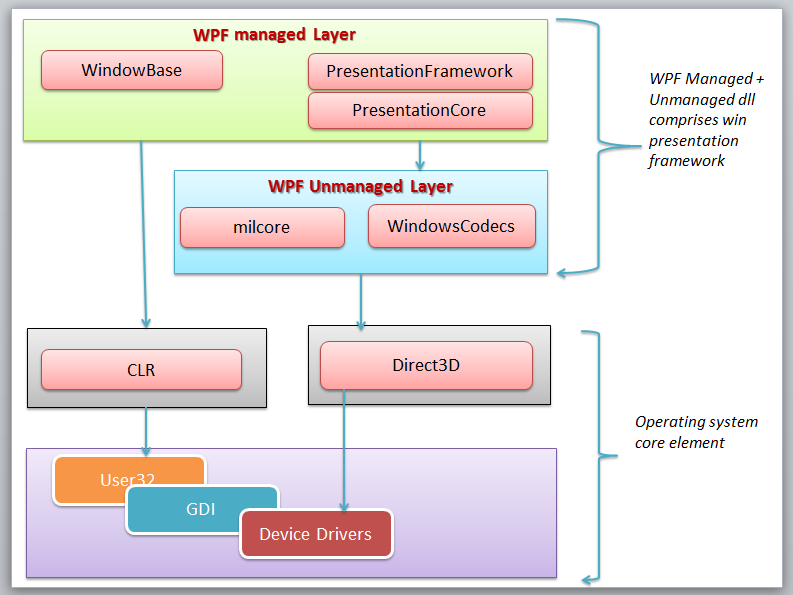 WPF managed Layer
WindowBase
PresentationFramework
PresentationCore
WPF Managed +
Unmanaged dll
comprises win
presentation
framework
WPF Unmanaged Layer
milcore
WindowsCodecs
CLR
Direct3D
Operating system
core element
User32
GDI
Device Drivers